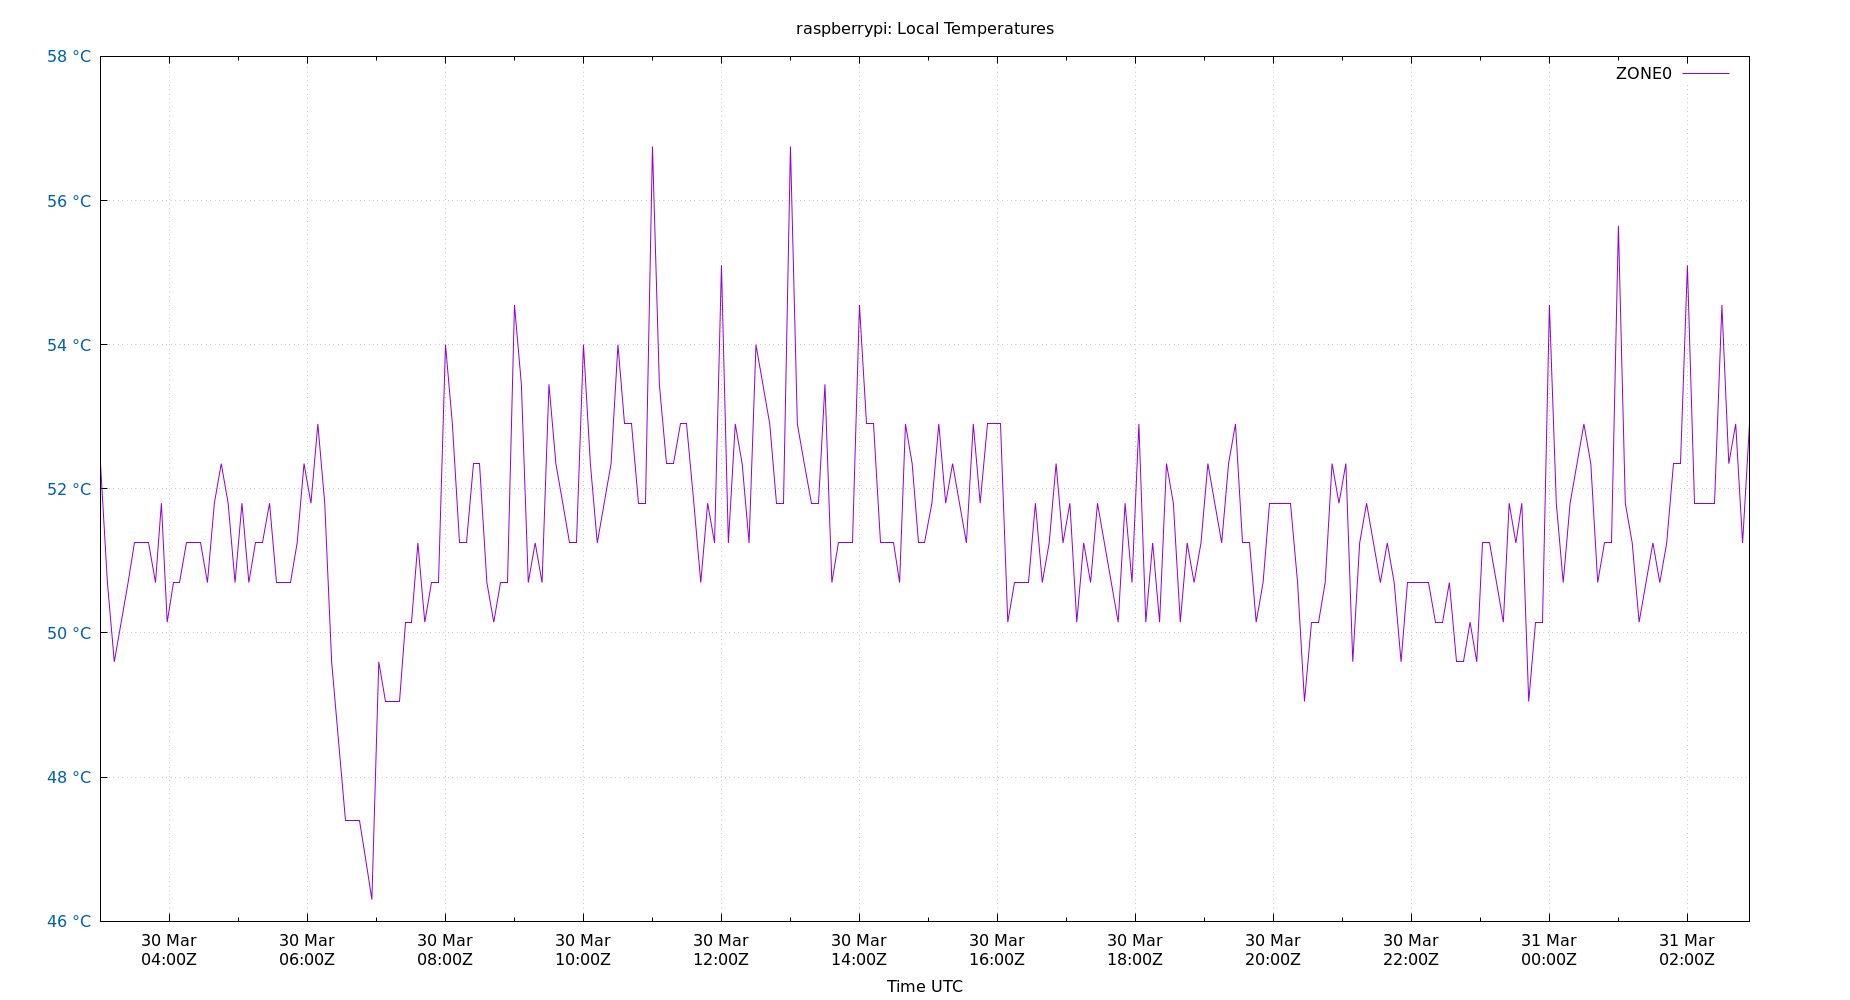 raspberrypi: Local Temperatures
58 °C
ZONE0
56 °C
54 °C
52 °C
50 °C
48 °C
46 °C
30 Mar 30 Mar 30 Mar 30 Mar 30 Mar 30 Mar 30 Mar 30 Mar 30 Mar 30 Mar 31 Mar 31 Mar
04:00Z 06:00Z 08:00Z 10:00Z 12:00Z 14:00Z 16:00Z 18:00Z 20:00Z 22:00Z 00:00Z 02:00Z
Time UTC